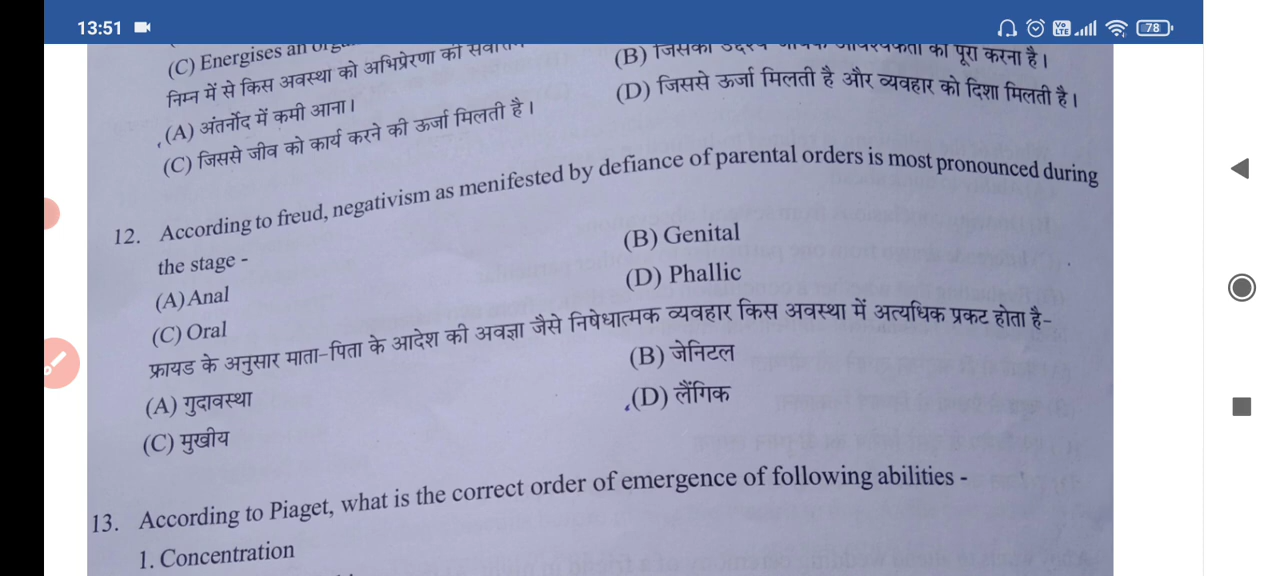 13:51
78
(C) Energises an
(B) जिसका को पूरा करना है।
निम्न में से किस अवस्था को अभिप्रेरणा की
(D) जिससे ऊर्जा मिलती है और व्यवहार को दिशा मिलती है।
(A) अंतर्नोद में कमी आना।
(C) जिससे जीव को कार्य करने की ऊर्जा मिलती है।
12. According to freud, negativism as menifested by defiance of parental orders is most pronounced during
the stage -
(A) Anal
(B) Genital
(C) Oral
(D) Phallic
फ्रायड के अनुसार माता-पिता के आदेश की अवज्ञा जैसे निषेधात्मक व्यवहार किस अवस्था में अत्यधिक प्रकट होता है-
(A) गुदावस्था
(B) जेनिटल
(C) मुखीय
(D) लैंगिक
13. According to Piaget, what is the correct order of emergence of following abilities -
1. Concentration